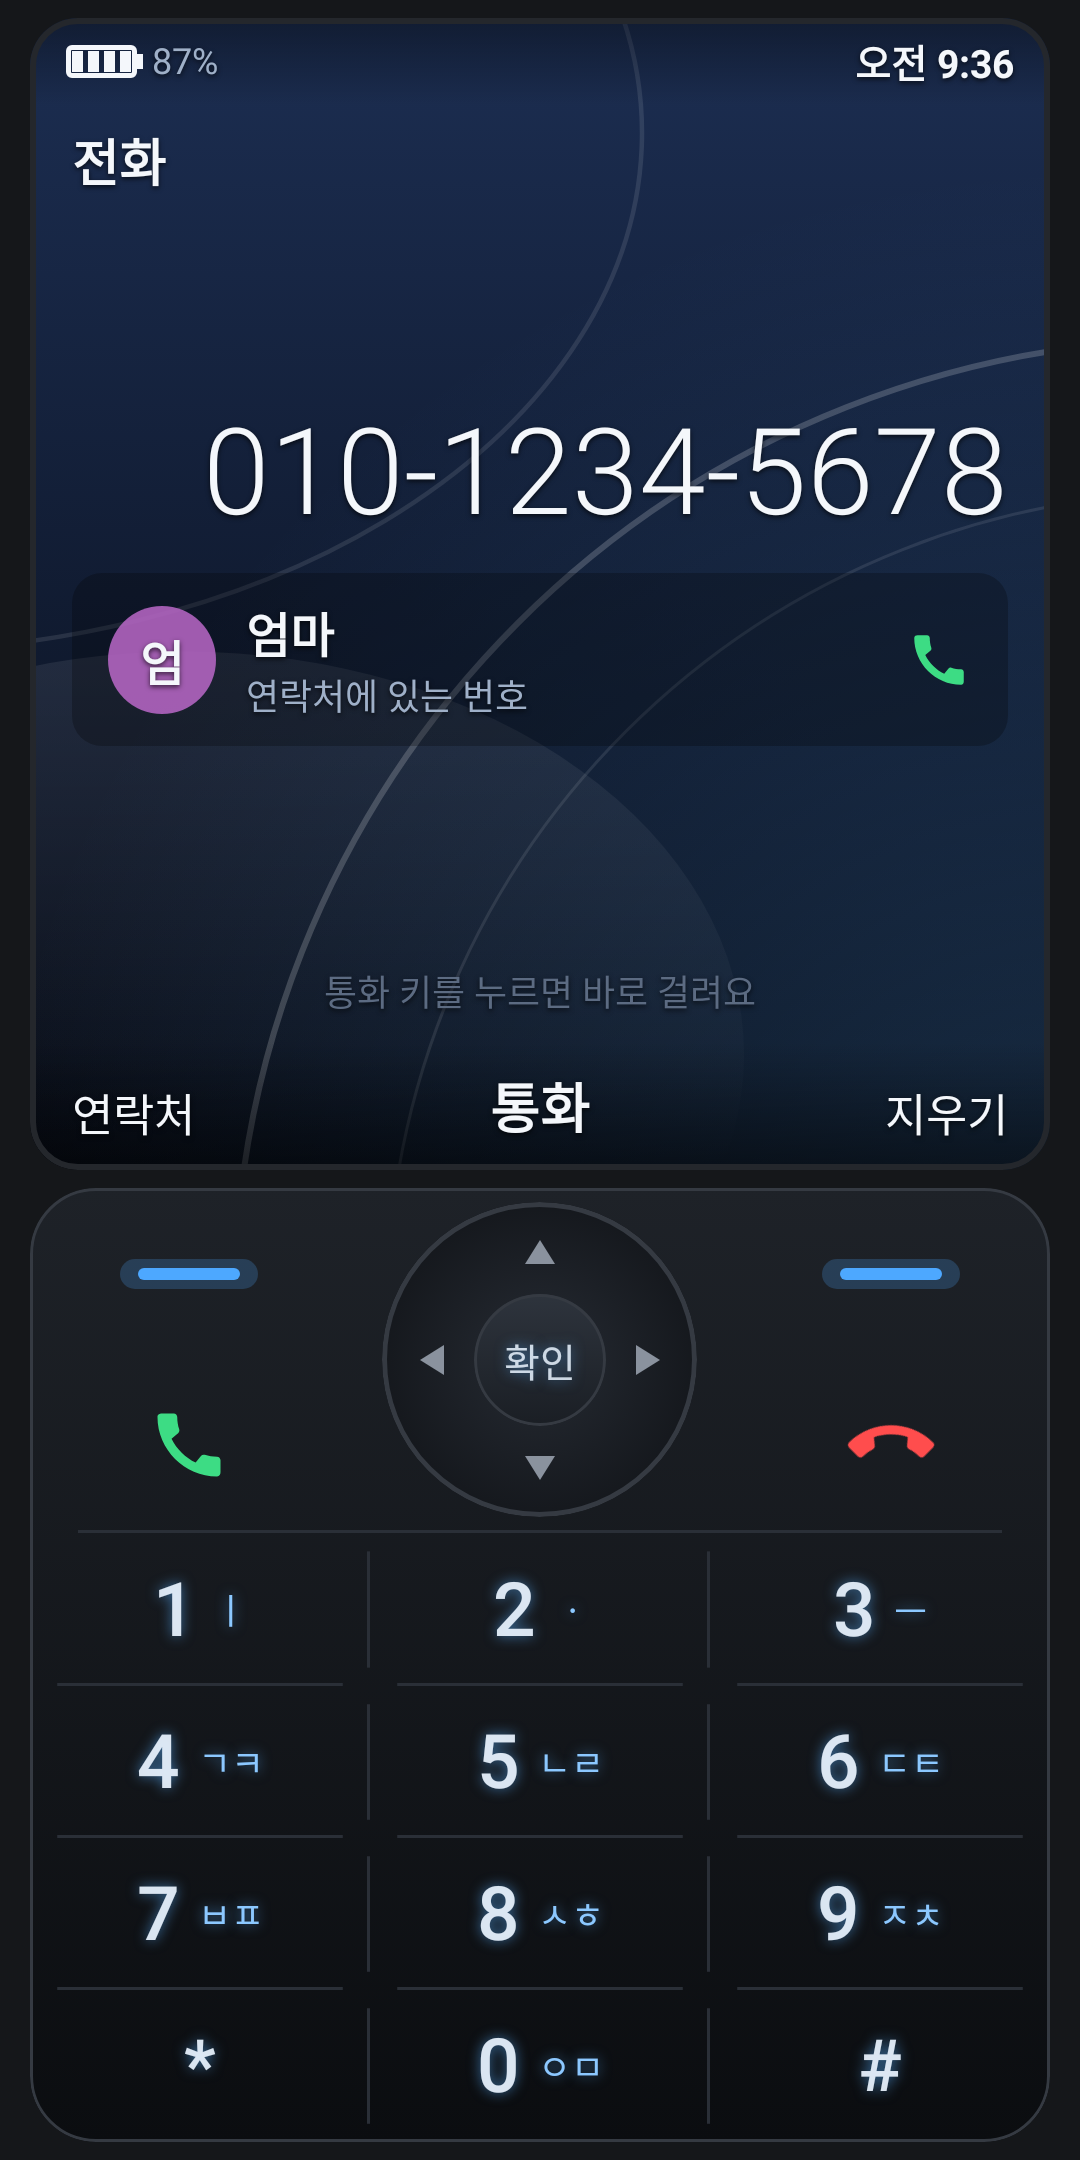 87%
오전 9:36
전화
010-1234-5678
엄
엄마
연락처에 있는 번호
통화 키를 누르면 바로 걸려요
연락처 통화 지우기
확인
1 ㅣ 2 · 3 ㅡ
4 ㄱㅋ 5 ㄴㄹ 6 ㄷㅌ
7 ㅂㅍ 8 ㅅㅎ 9 ㅈㅊ
* 0 ㅇㅁ #